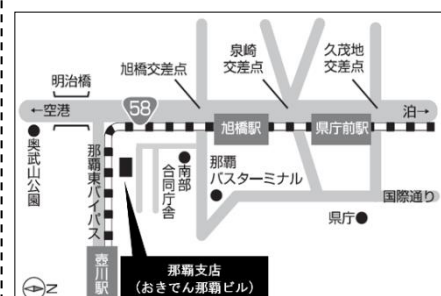 明治橋
旭橋交差点
泉崎
交差点
久茂地
交差点
←空港
58
泊→
旭橋駅
県庁前駅
奥武山公園
那覇東バイパス
南部
合同庁舎
那覇
バスターミナル
国際通り
県庁
壺川駅
那覇支店
（おきでん那覇ビル）
N